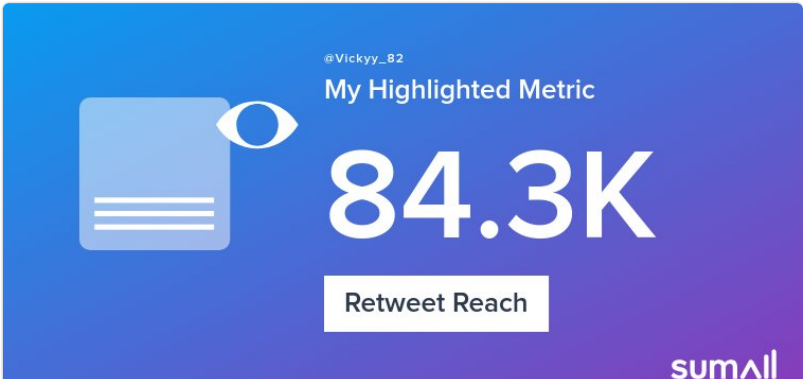 @Vickyy_82
My Highlighted Metric
84.3K
Retweet Reach
sumall